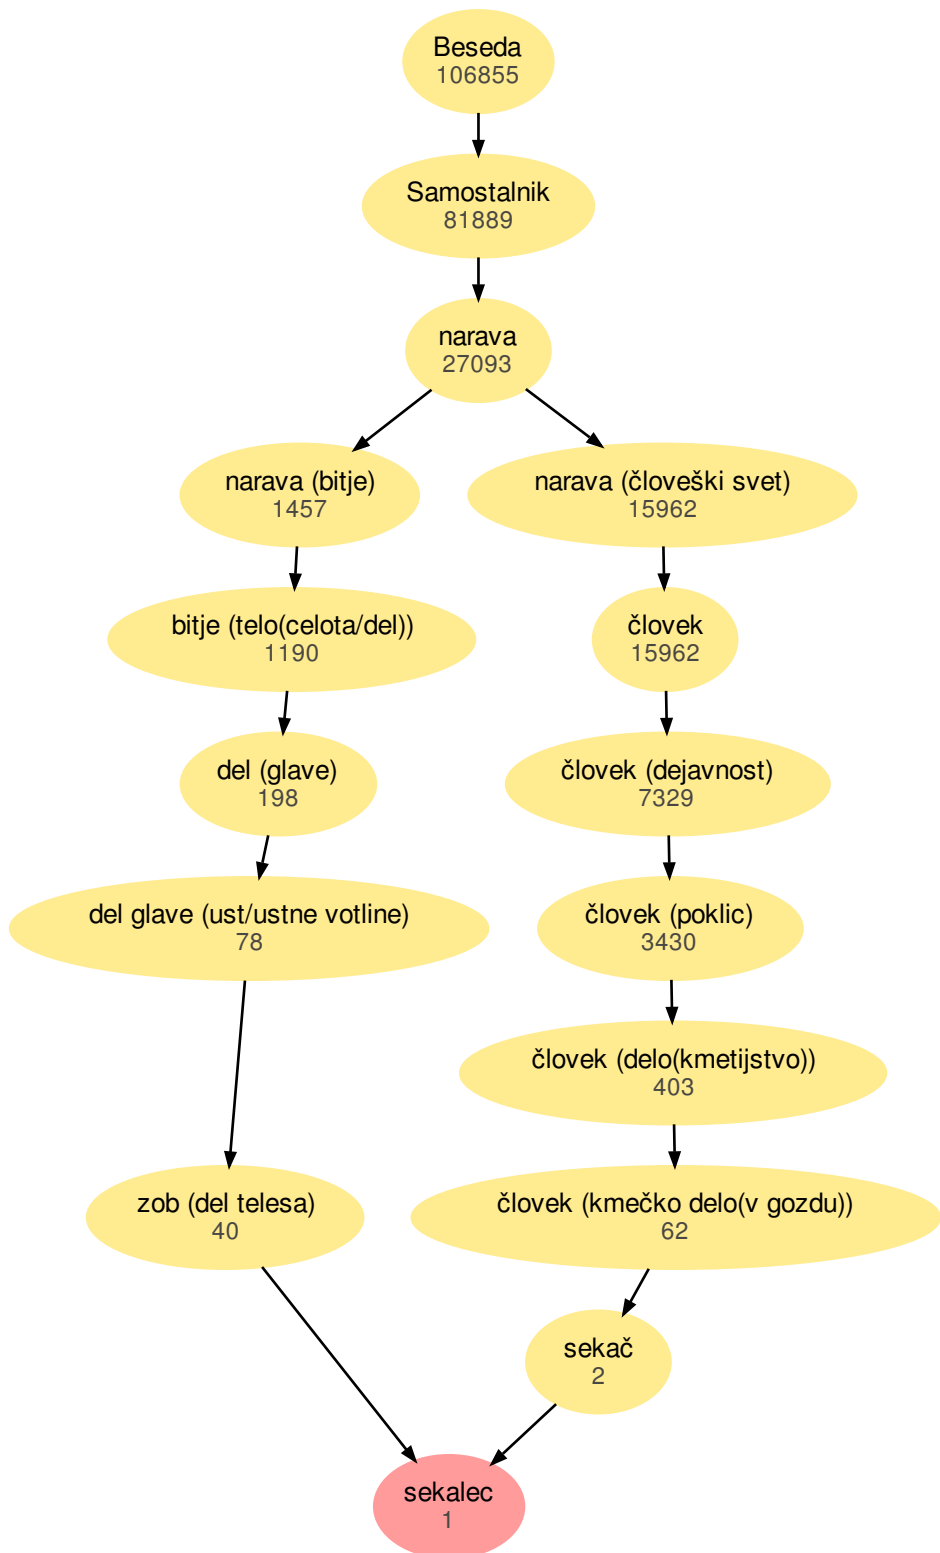 Beseda
106855
Samostalnik
81889
narava
27093
narava (bitje)
1457
narava (človeški svet)
15962
bitje (telo(celota/del))
1190
človek
15962
del (glave)
198
človek (dejavnost)
7329
del glave (ust/ustne votline)
78
človek (poklic)
3430
človek (delo(kmetijstvo))
403
zob (del telesa)
40
človek (kmečko delo(v gozdu))
62
sekač
2
sekalec
1